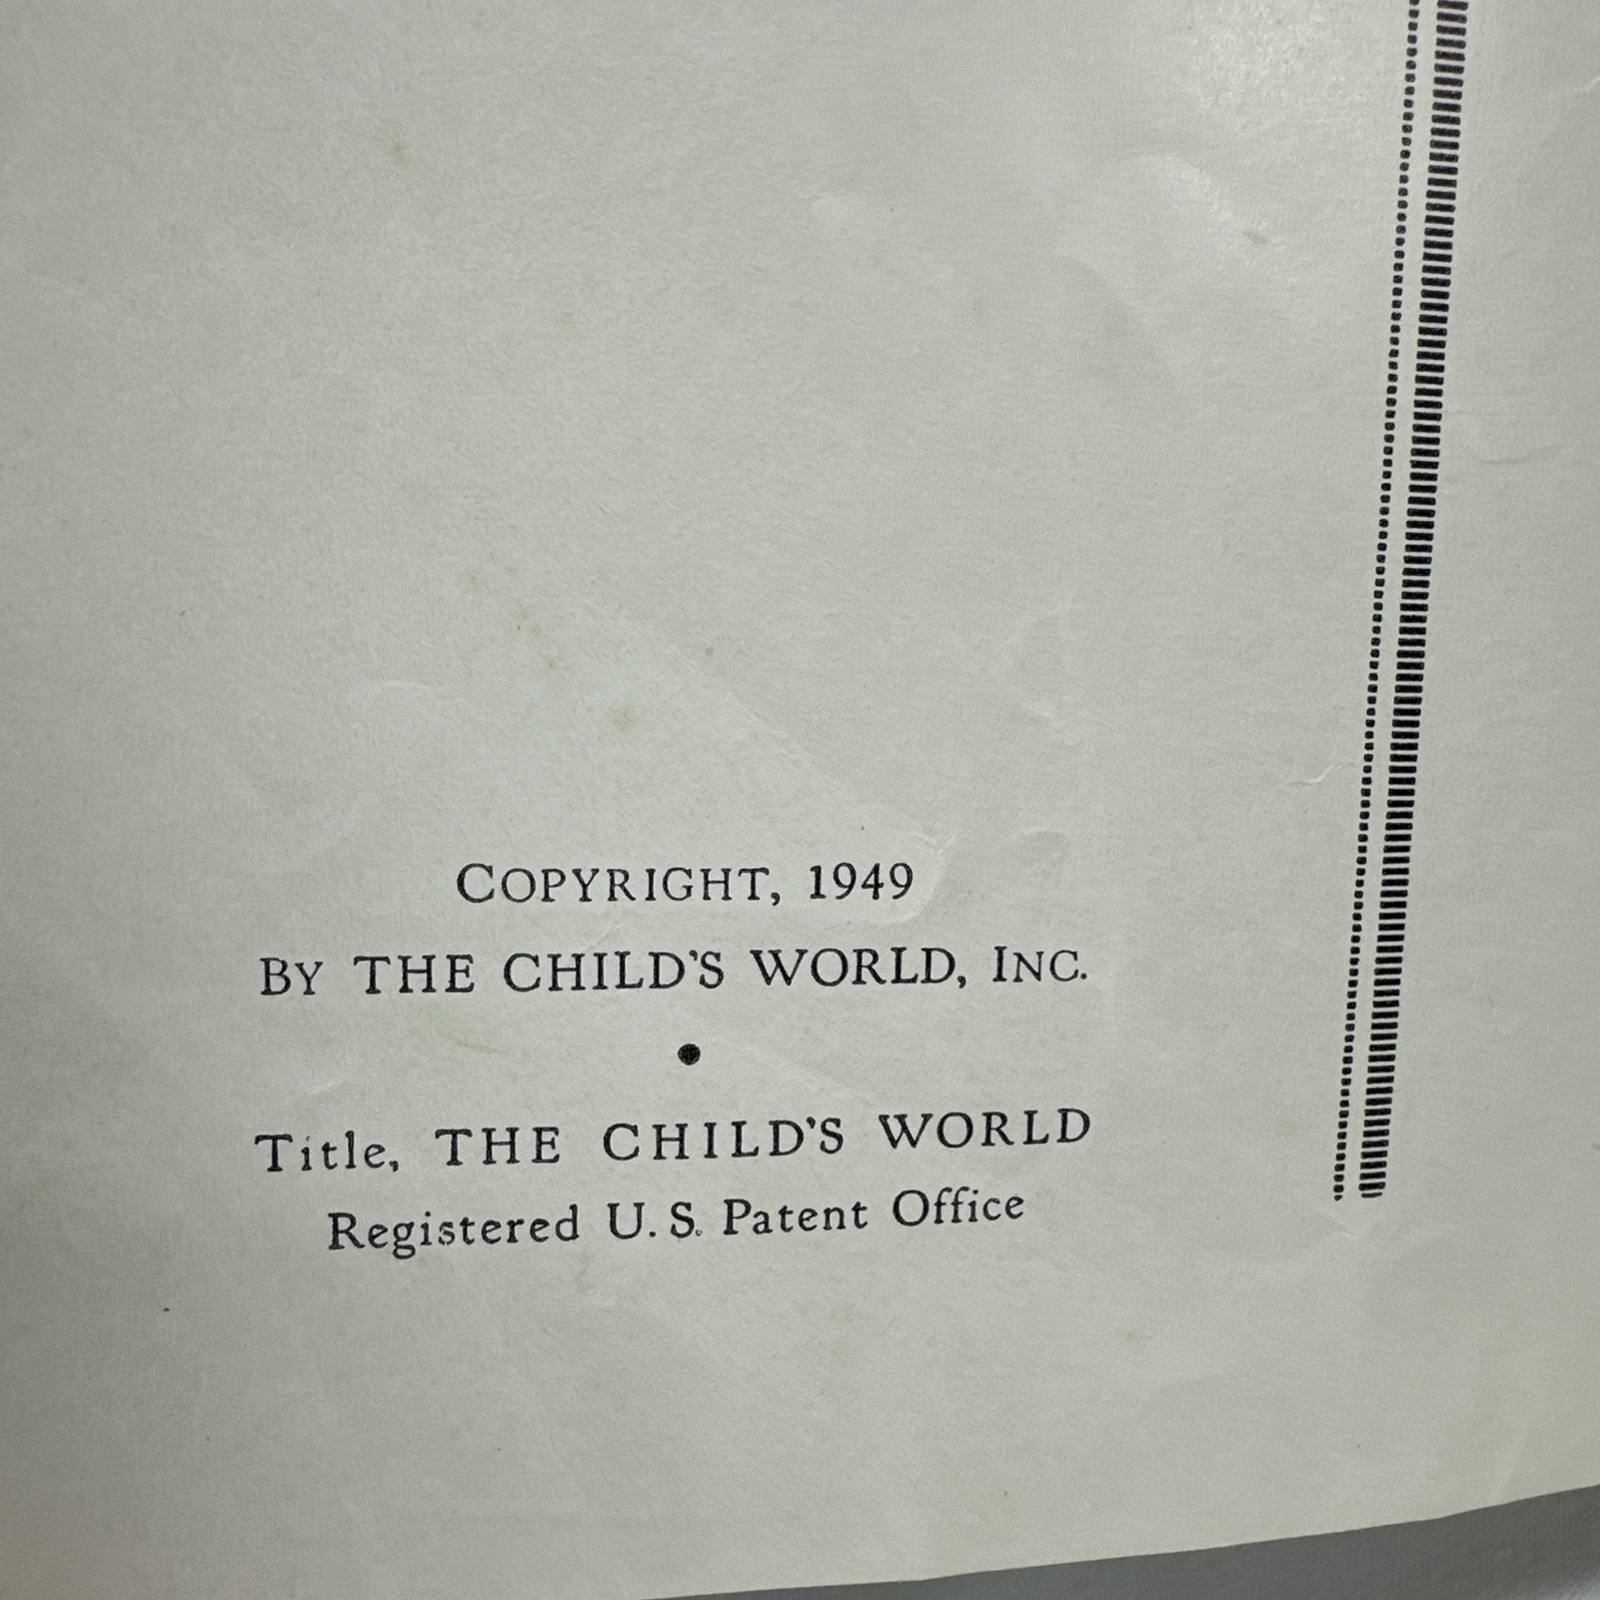 COPYRIGHT, 1949
BY THE CHILD'S WORLD, INC.
•
Title, THE CHILD'S WORLD
Registered U. S. Patent Office